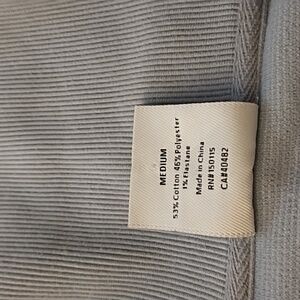 MEDIUM
53% Cotton 46% Polyester
1% Elastane
Made in China
RN#150115
CA#40482